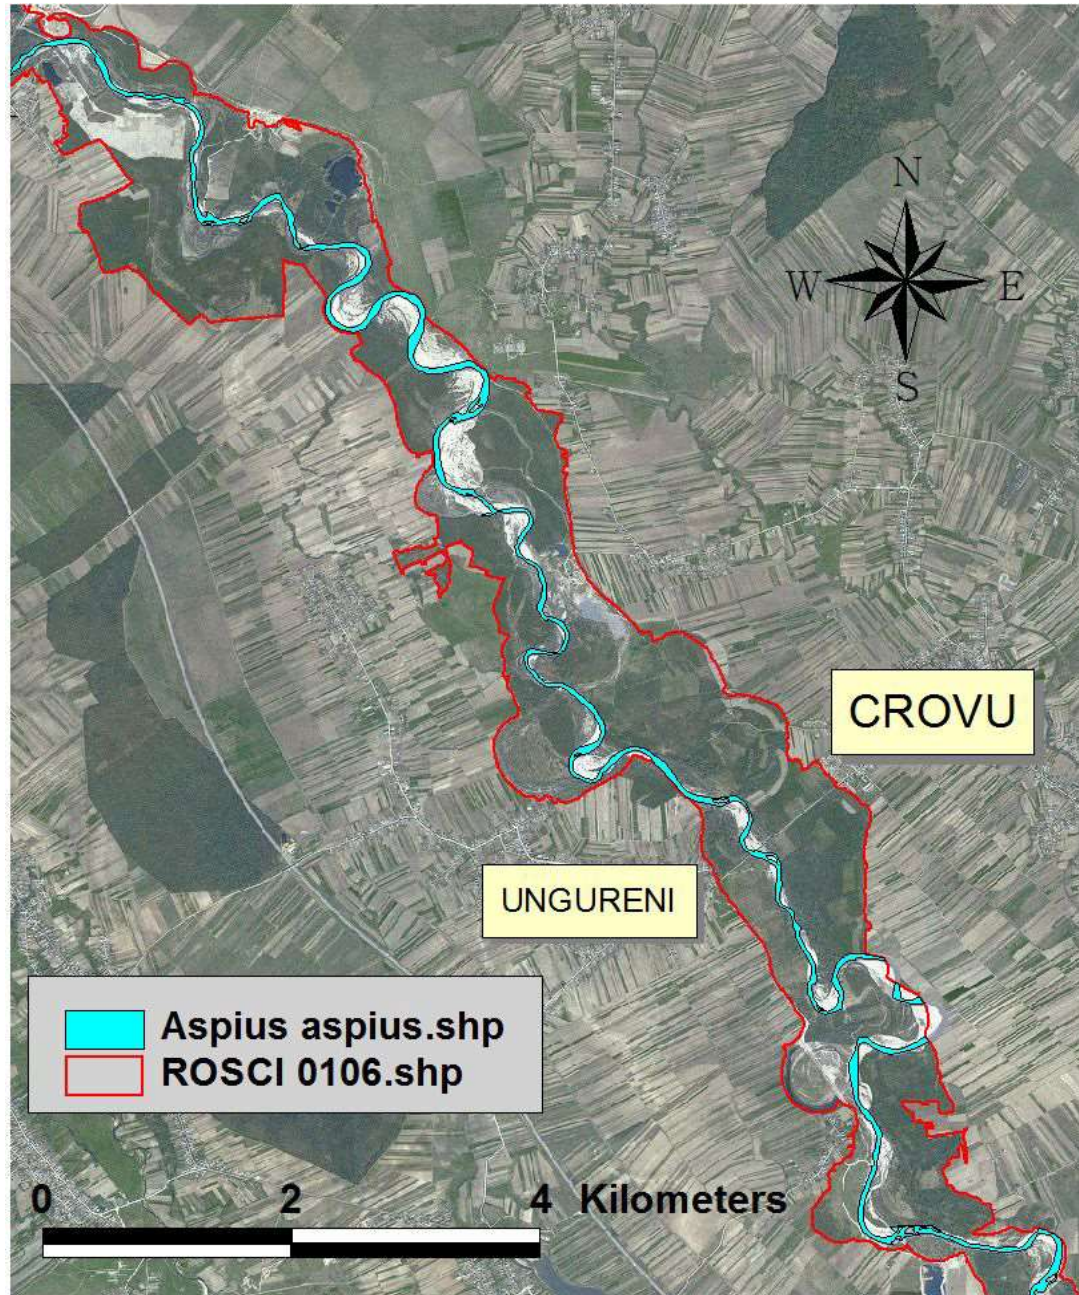 N
W E
S
CROVU
UNGURENI
Aspius aspius.shp
ROSCI 0106.shp
0 2 4 Kilometers